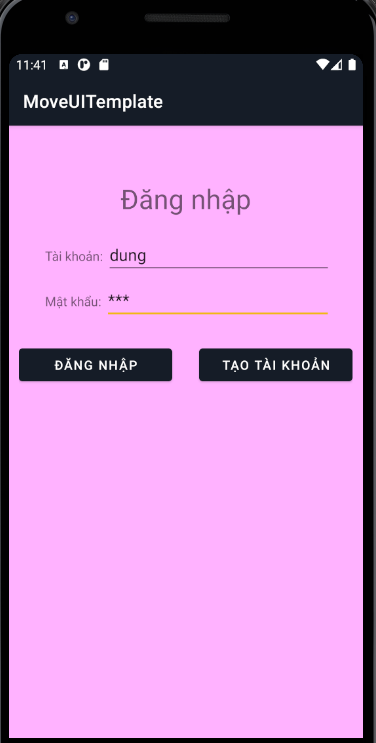 11:41
MoveUITemplate
Đăng nhập
Tài khoản: dung
Mật khẩu: ***
ĐĂNG NHẬP TẠO TÀI KHOẢN